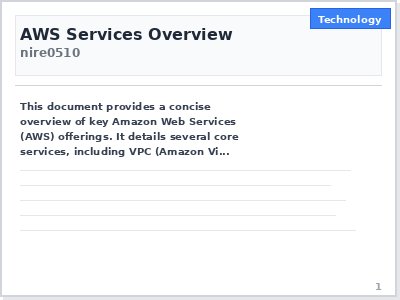 Technology
AWS Services Overview
nire0510
This document provides a concise
overview of key Amazon Web Services
(AWS) offerings. It details several core
services, including VPC (Amazon Vi...
1